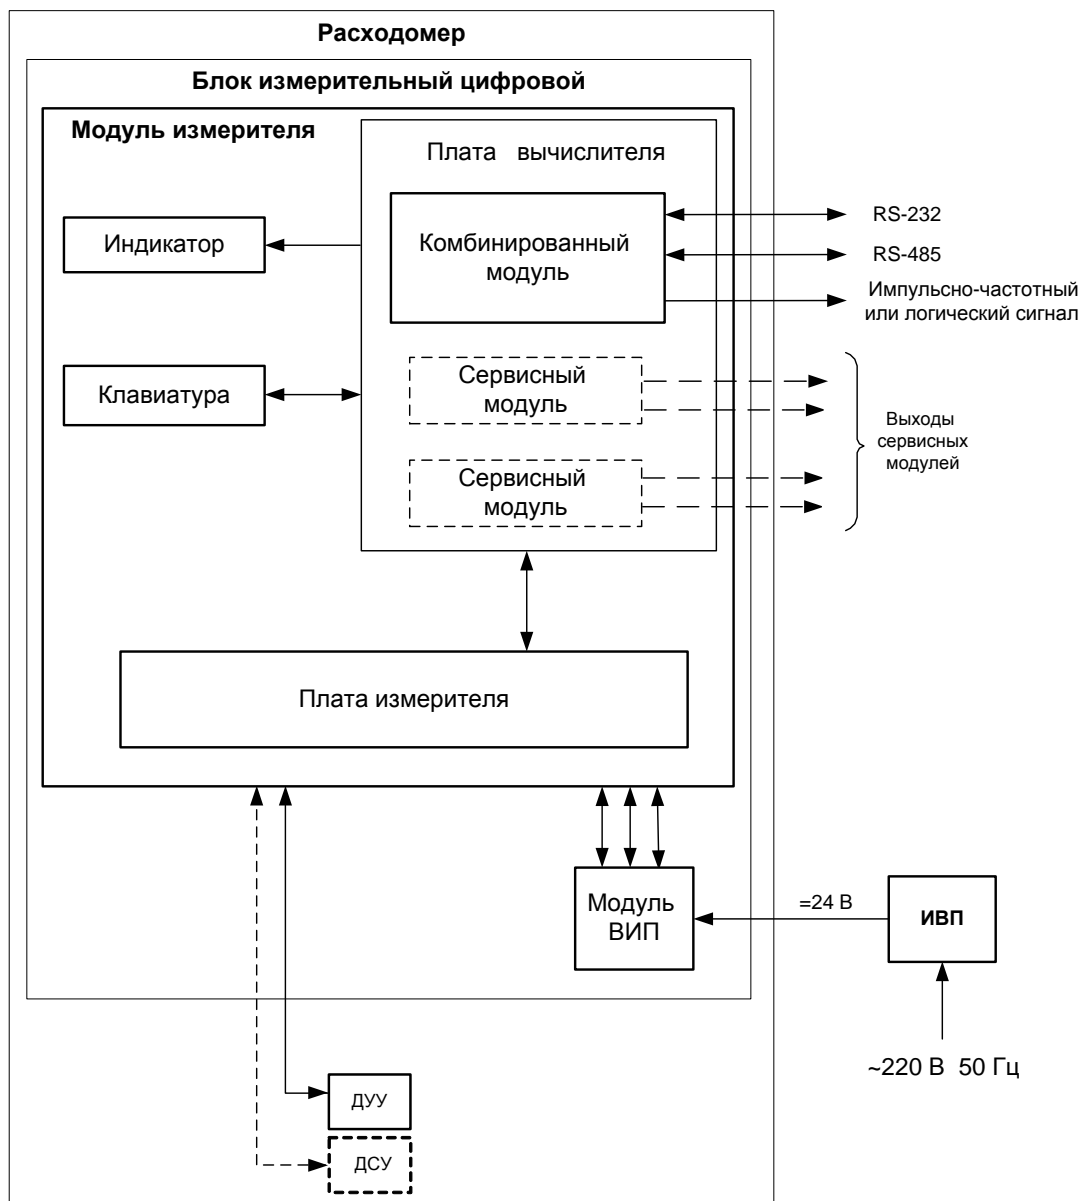 Расходомер
Блок измерительный цифровой
Модуль измерителя
Плата вычислителя
Индикатор
Комбинированный
модуль
RS-232
RS-485
Импульсно-частотный
или логический сигнал
Клавиатура
Сервисный
модуль
Сервисный
модуль
Выходы
сервисных
модулей
Плата измерителя
Модуль
ВИП
=24 В
ИВП
~220 В 50 Гц
ДУУ
ДСУ